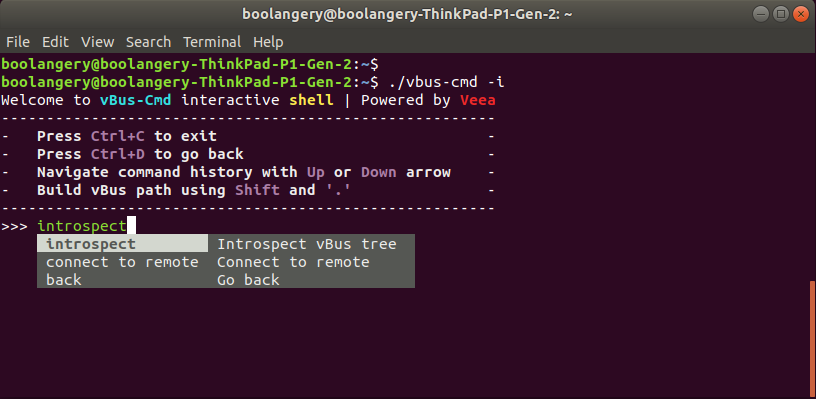 boolangery@boolangery-ThinkPad-P1-Gen-2: ~
File Edit View Search Terminal Help
boolangery@boolangery-ThinkPad-P1-Gen-2:~$
boolangery@boolangery-ThinkPad-P1-Gen-2:~$ ./vbus-cmd -i
Welcome to vBus-Cmd interactive shell | Powered by Veea
-------------------------------------------------------
-   Press Ctrl+C to exit                              -
-   Press Ctrl+D to go back                           -
-   Navigate command history with Up or Down arrow    -
-   Build vBus path using Shift and '.'               -
-------------------------------------------------------
>>> introspect
introspect Introspect vBus tree
connect to remote Connect to remote
back Go back